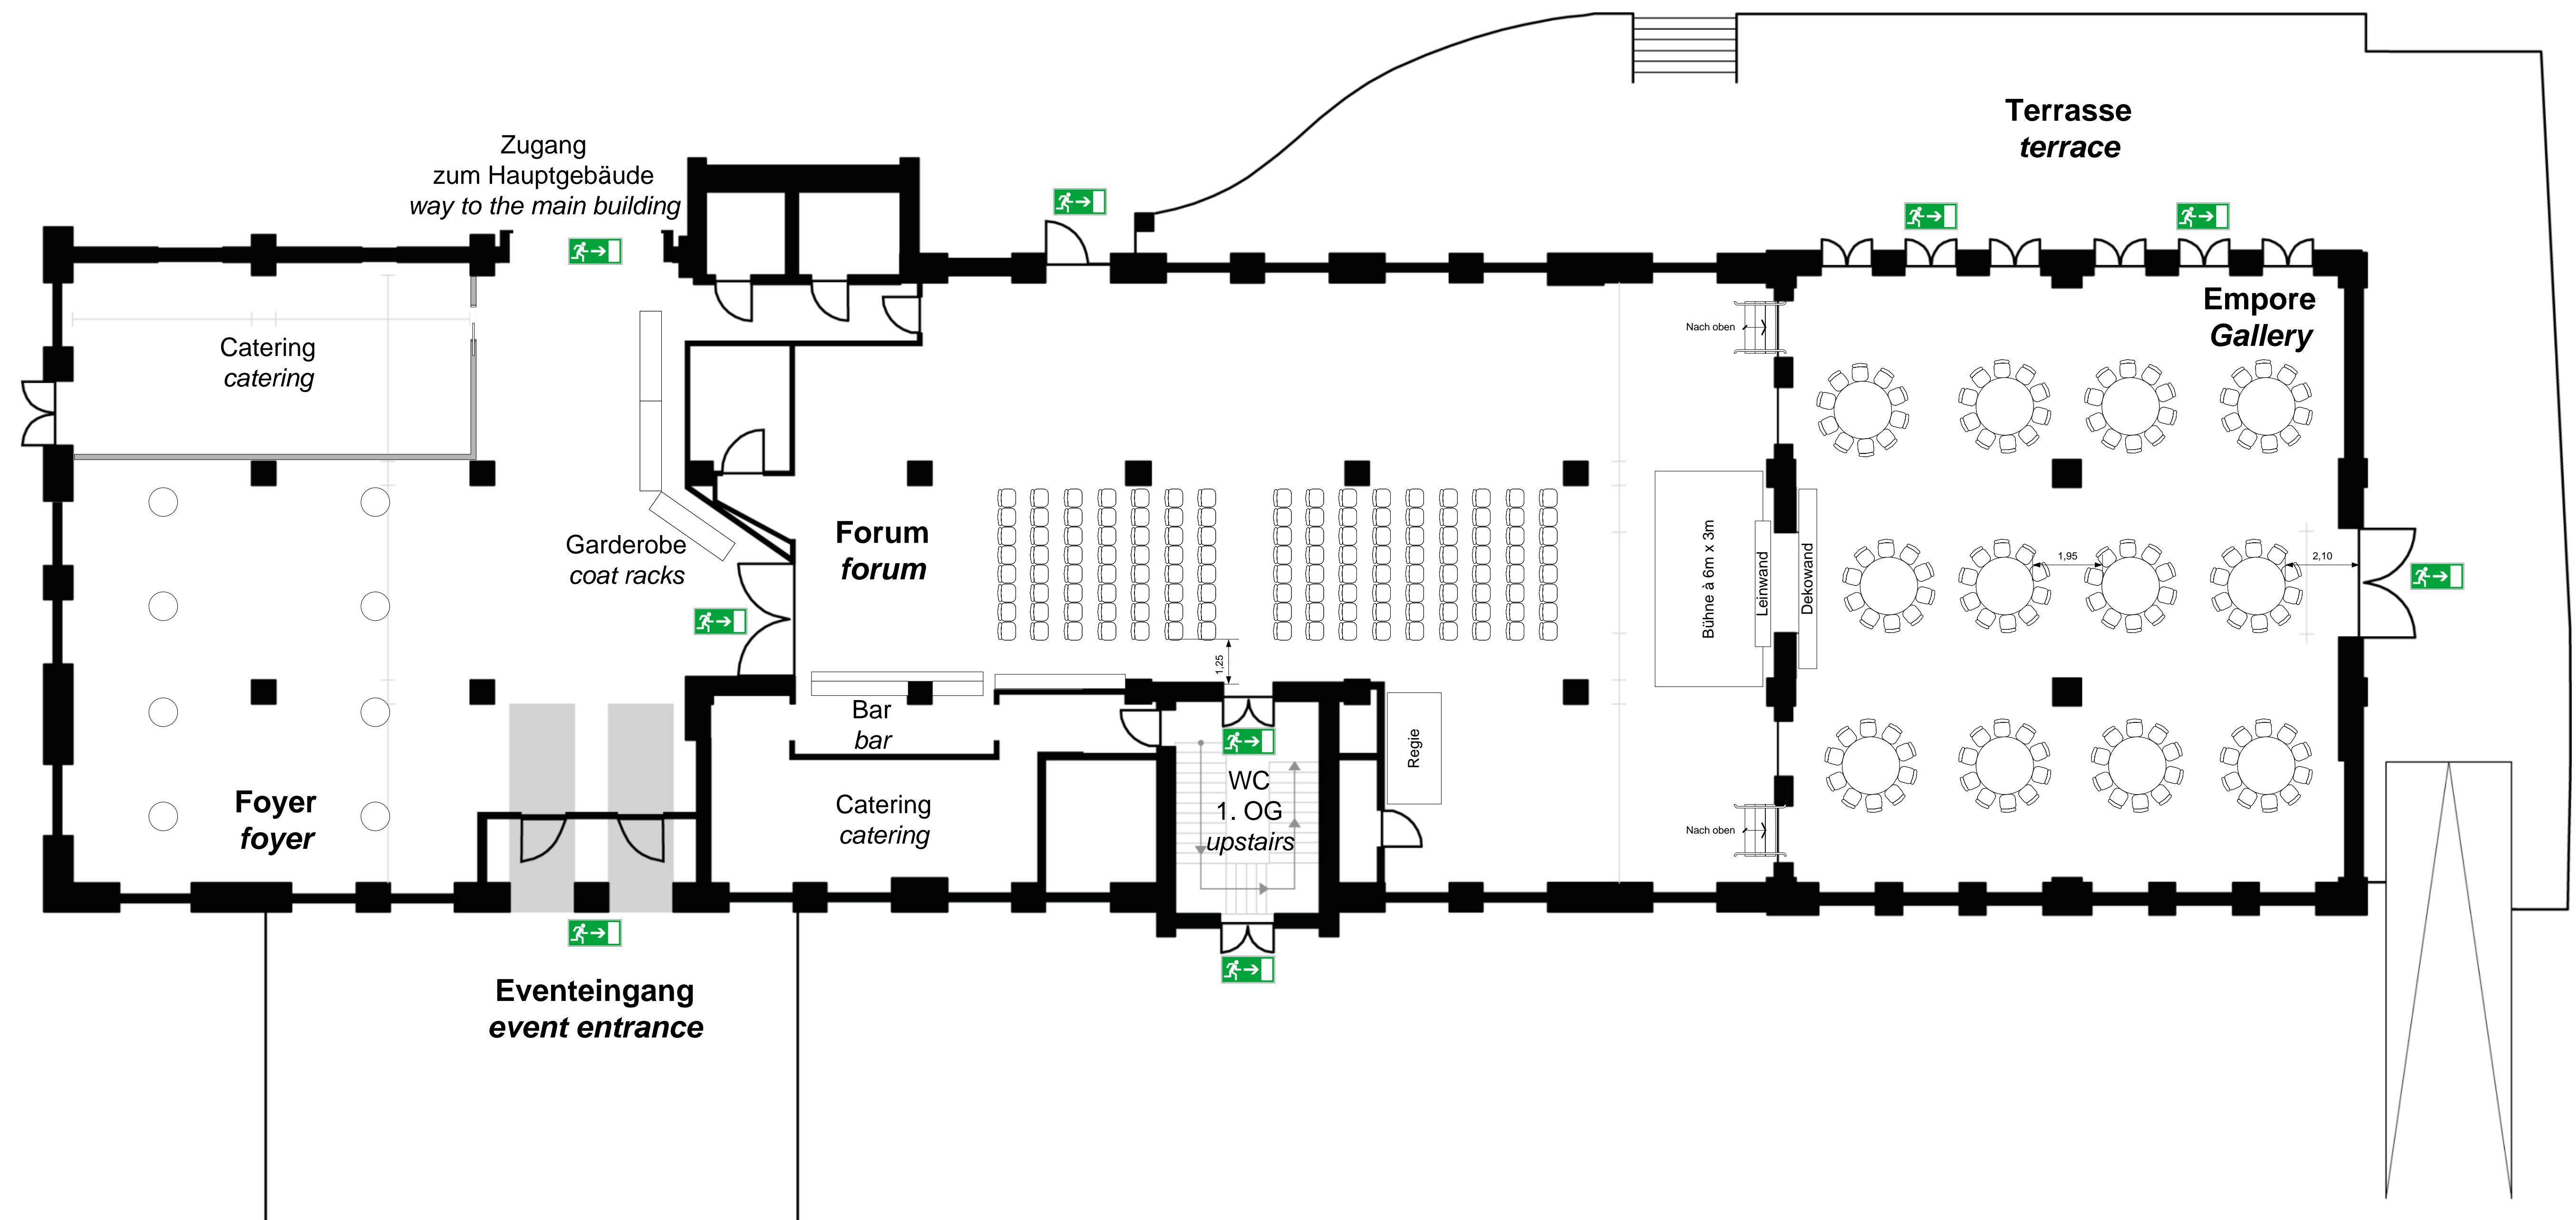 Terrasse
terrace
Zugang
zum Hauptgebäude
way to the main building
Empore
Gallery
Nach oben
Catering
catering
Garderobe
coat racks
Forum
forum
Bühne à 6m x 3m
Leinwand
Dekowand
1,95
2,10
1,25
Bar
bar
Regie
WC
1. OG
upstairs
Foyer
foyer
Catering
catering
Nach oben
Eventeingang
event entrance